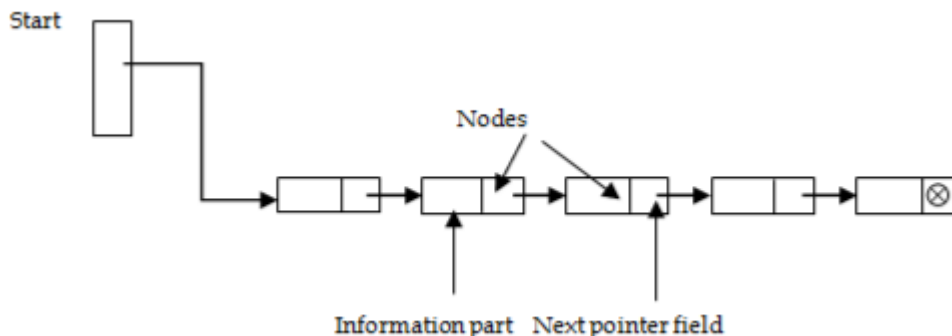 Start
Nodes
Information part
Next pointer field